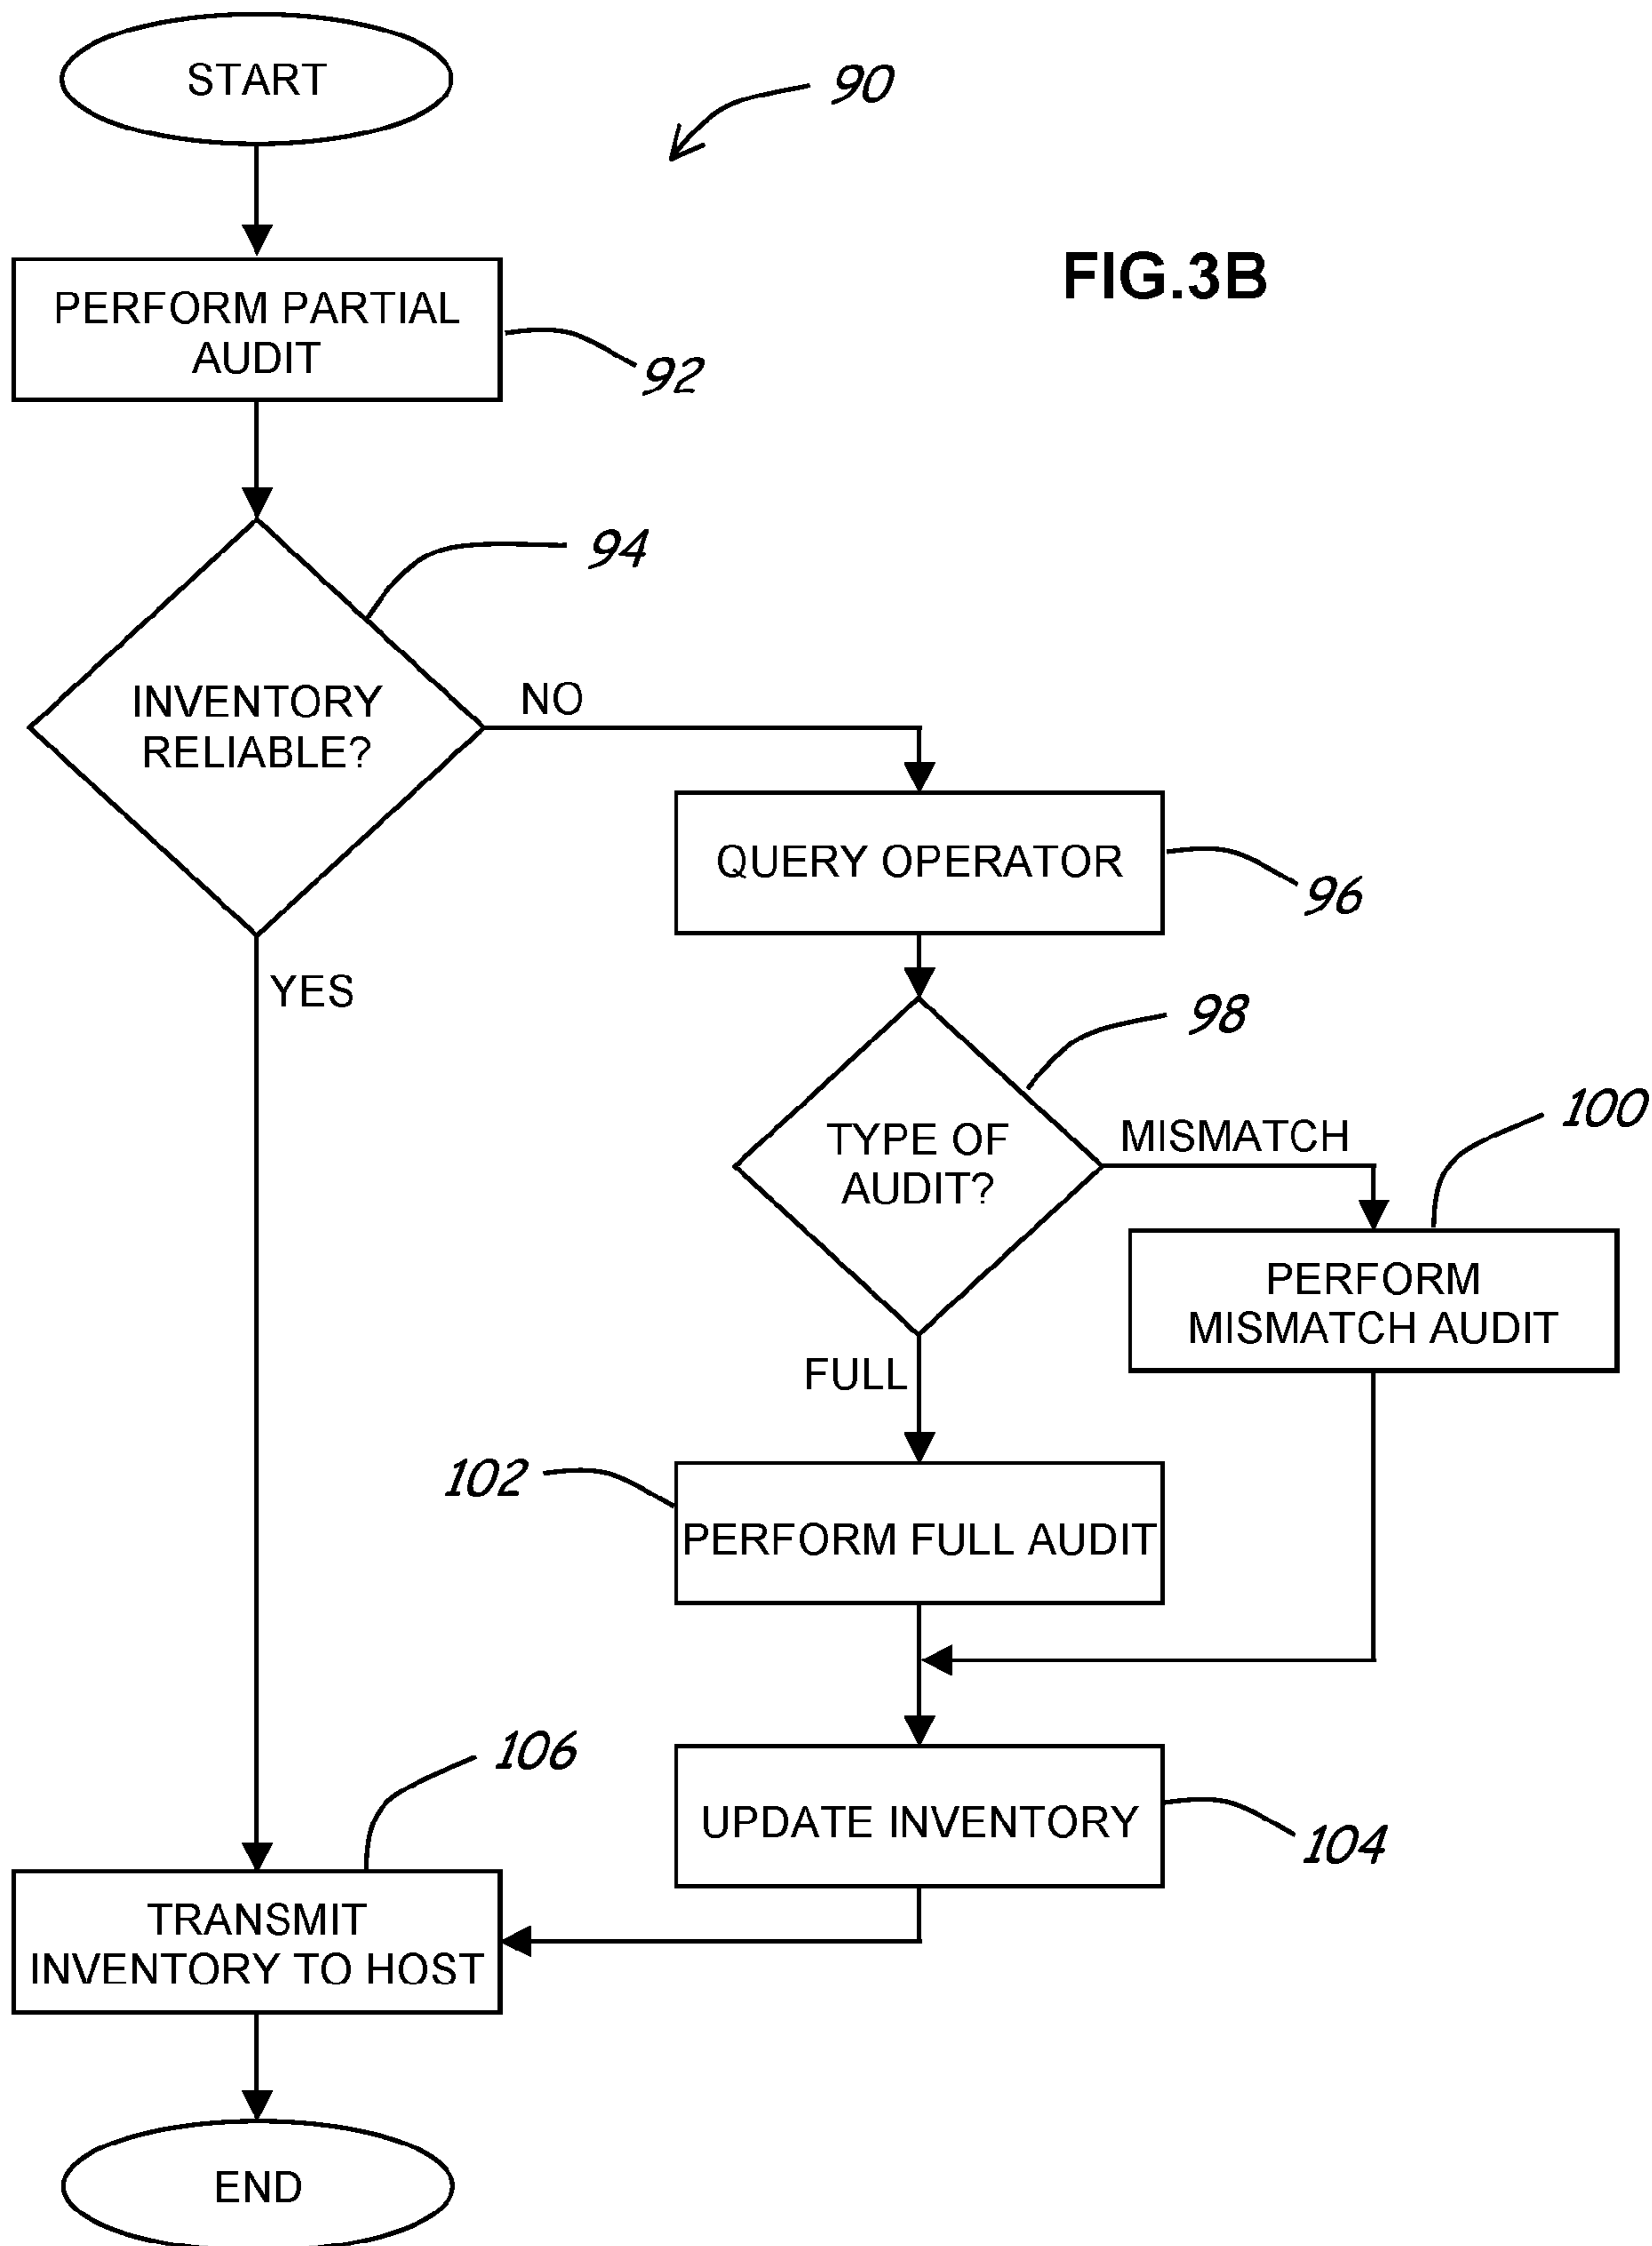 START
90
FIG.3B
PERFORM PARTIAL
AUDIT
92
94
INVENTORY
RELIABLE?
NO
QUERY OPERATOR
96
YES
98
TYPE OF
AUDIT?
MISMATCH
100
PERFORM
MISMATCH AUDIT
FULL
102
PERFORM FULL AUDIT
106
UPDATE INVENTORY
104
TRANSMIT
INVENTORY TO HOST
END